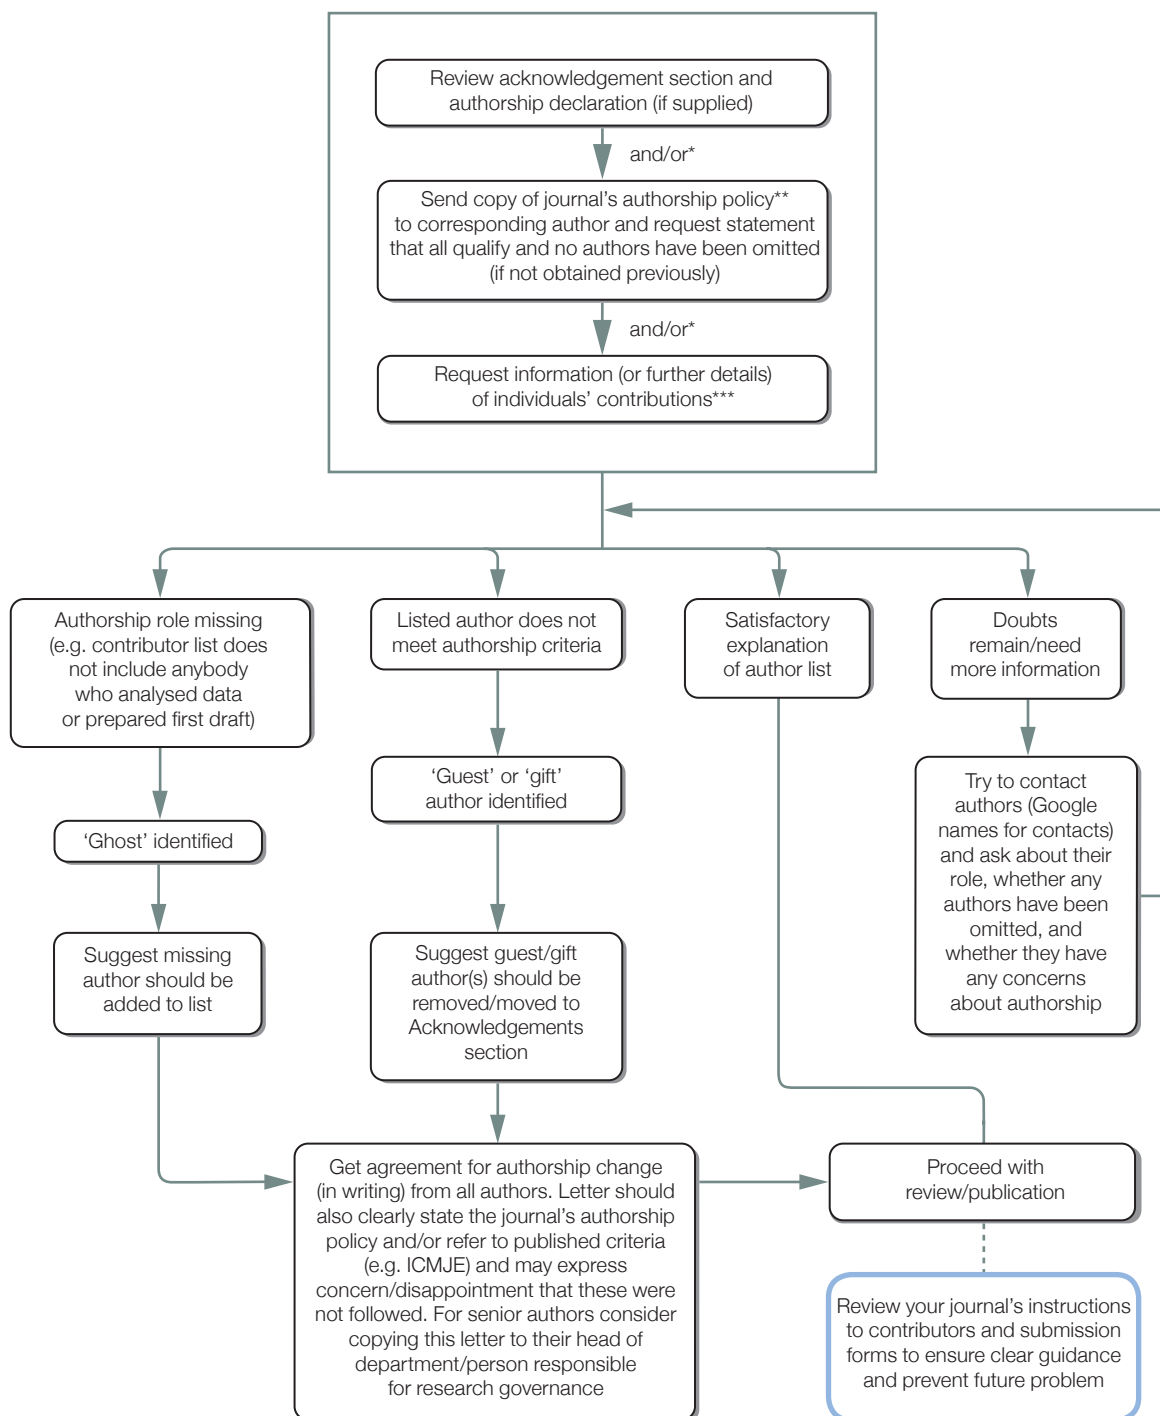 Review acknowledgement section and
authorship declaration (if supplied)
and/or*
Send copy of journal’s authorship policy**
to corresponding author and request statement
that all qualify and no authors have been omitted
(if not obtained previously)
and/or*
Request information (or further details)
of individuals’ contributions***
Authorship role missing
(e.g. contributor list does
not include anybody
who analysed data
or prepared first draft)
‘Ghost’ identified
Suggest missing
author should be
added to list
Listed author does not
meet authorship criteria
‘Guest’ or ‘gift’
author identified
Suggest guest/gift
author(s) should be
removed/moved to
Acknowledgements
section
Get agreement for authorship change
(in writing) from all authors. Letter should
also clearly state the journal’s authorship
policy and/or refer to published criteria
(e.g. ICMJE) and may express
concern/disappointment that these were
not followed. For senior authors consider
copying this letter to their head of
department/person responsible
for research governance
Satisfactory
explanation
of author list
Doubts
remain/need
more information
Try to contact
authors (Google
names for contacts)
and ask about their
role, whether any
authors have been
omitted, and
whether they have
any concerns
about authorship
Proceed with
review/publication
Review your journal’s instructions
to contributors and submission
forms to ensure clear guidance
and prevent future problem